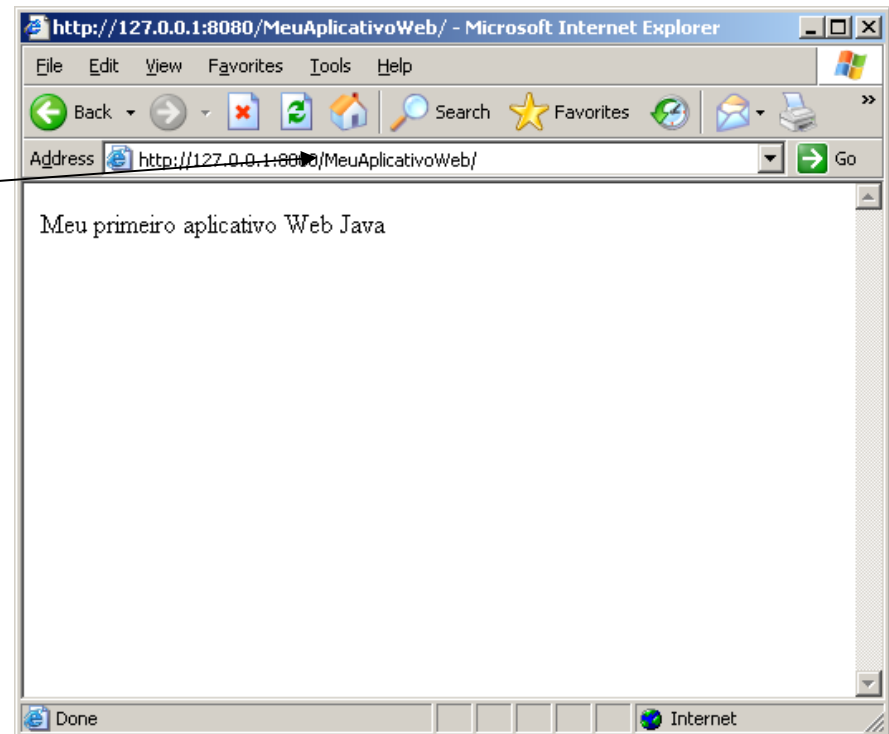 http://127.0.0.1:8080/MeuAplicativoWeb/ - Microsoft Internet Explorer
File Edit View Favorites Tools Help
Back Search Favorites »
Address http://127.0.0.1:8080/MeuAplicativoWeb/ Go
Meu primeiro aplicativo Web Java
Done Internet